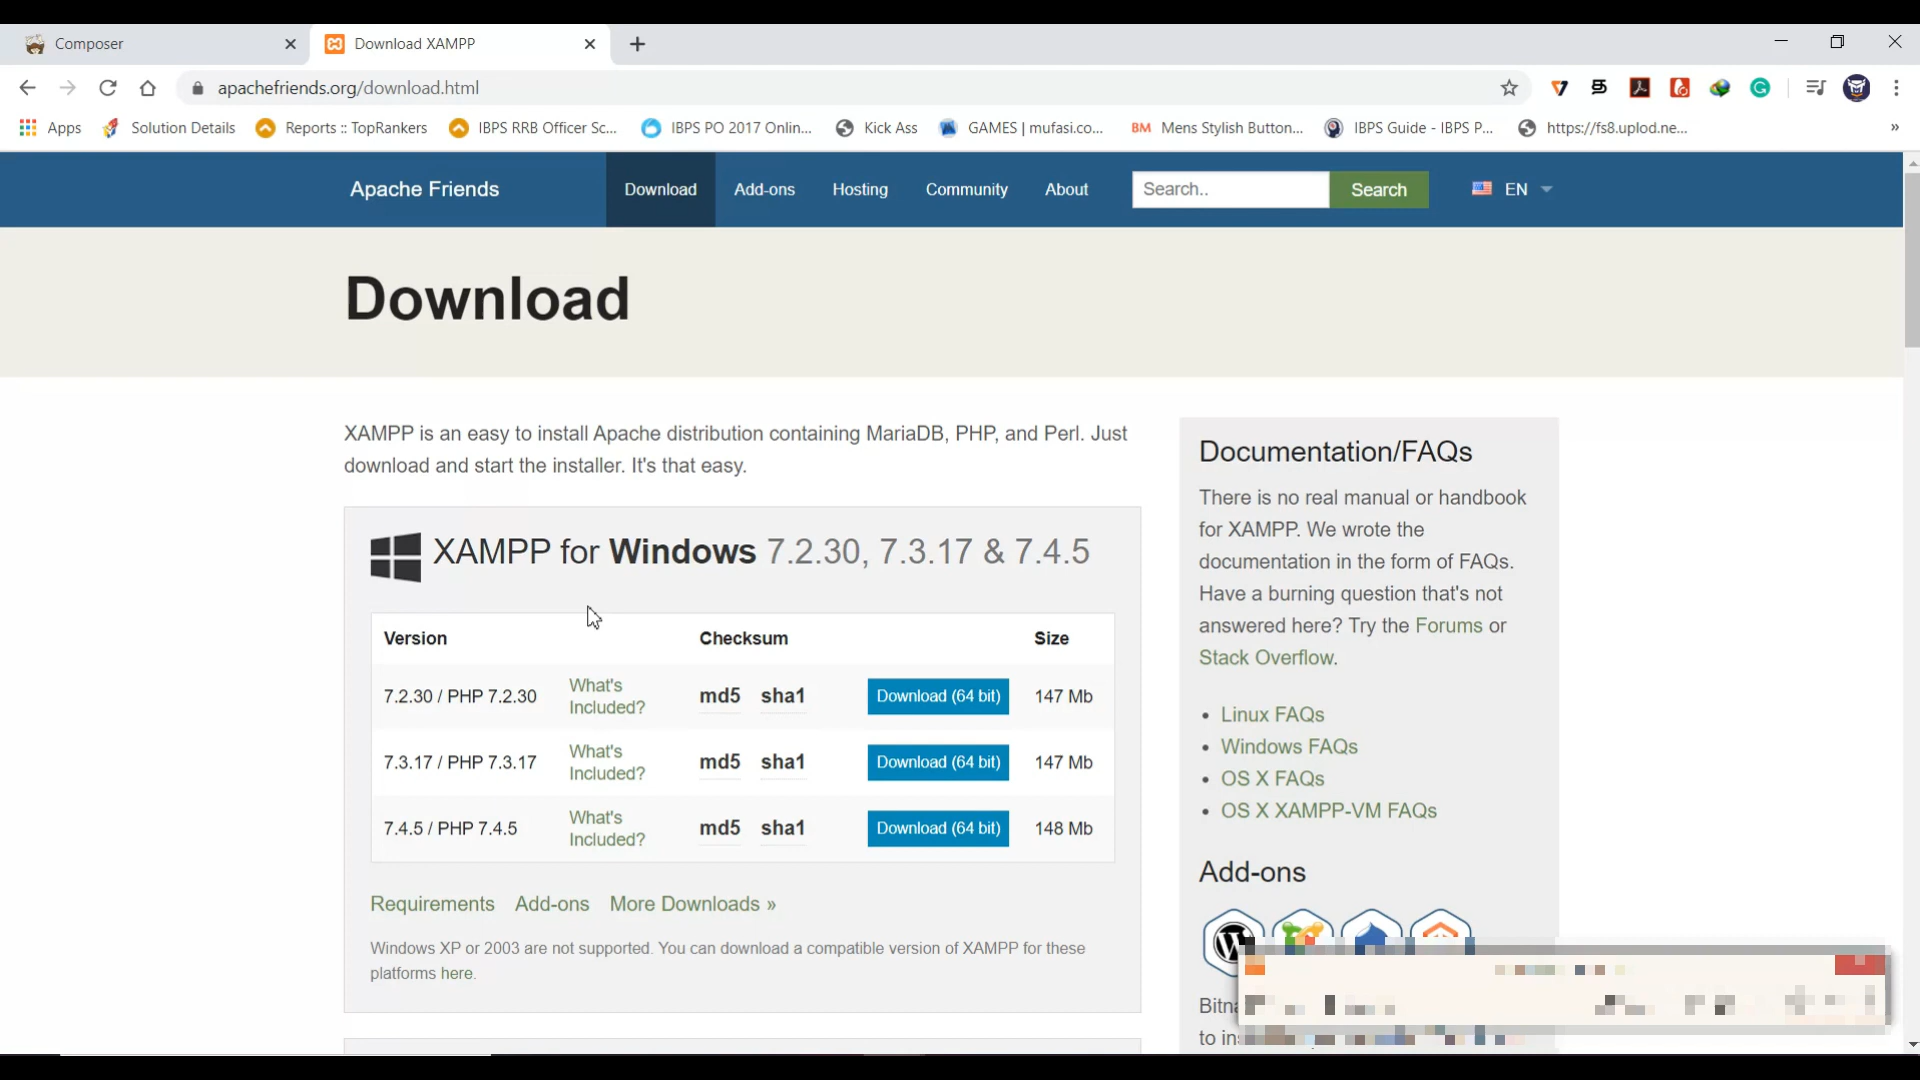 Composer
Download XAMPP
apachefriends.org/download.html
Apps Solution Details Reports :: TopRankers IBPS RRB Officer Sc... IBPS PO 2017 Onlin... Kick Ass GAMES | mufasi.co... BM Mens Stylish Button... IBPS Guide - IBPS P... https://fs8.uplod.ne... »
Apache Friends Download Add-ons Hosting Community About Search.. Search EN
Download
XAMPP is an easy to install Apache distribution containing MariaDB, PHP, and Perl. Just
download and start the installer. It's that easy.
XAMPP for Windows 7.2.30, 7.3.17 & 7.4.5
Version Checksum Size
7.2.30 / PHP 7.2.30 What's Included? md5 sha1 Download (64 bit) 147 Mb
7.3.17 / PHP 7.3.17 What's Included? md5 sha1 Download (64 bit) 147 Mb
7.4.5 / PHP 7.4.5 What's Included? md5 sha1 Download (64 bit) 148 Mb
Requirements Add-ons More Downloads »
Windows XP or 2003 are not supported. You can download a compatible version of XAMPP for these
platforms here.
Documentation/FAQs
There is no real manual or handbook
for XAMPP. We wrote the
documentation in the form of FAQs.
Have a burning question that's not
answered here? Try the Forums or
Stack Overflow.
• Linux FAQs
• Windows FAQs
• OS X FAQs
• OS X XAMPP-VM FAQs
Add-ons
to